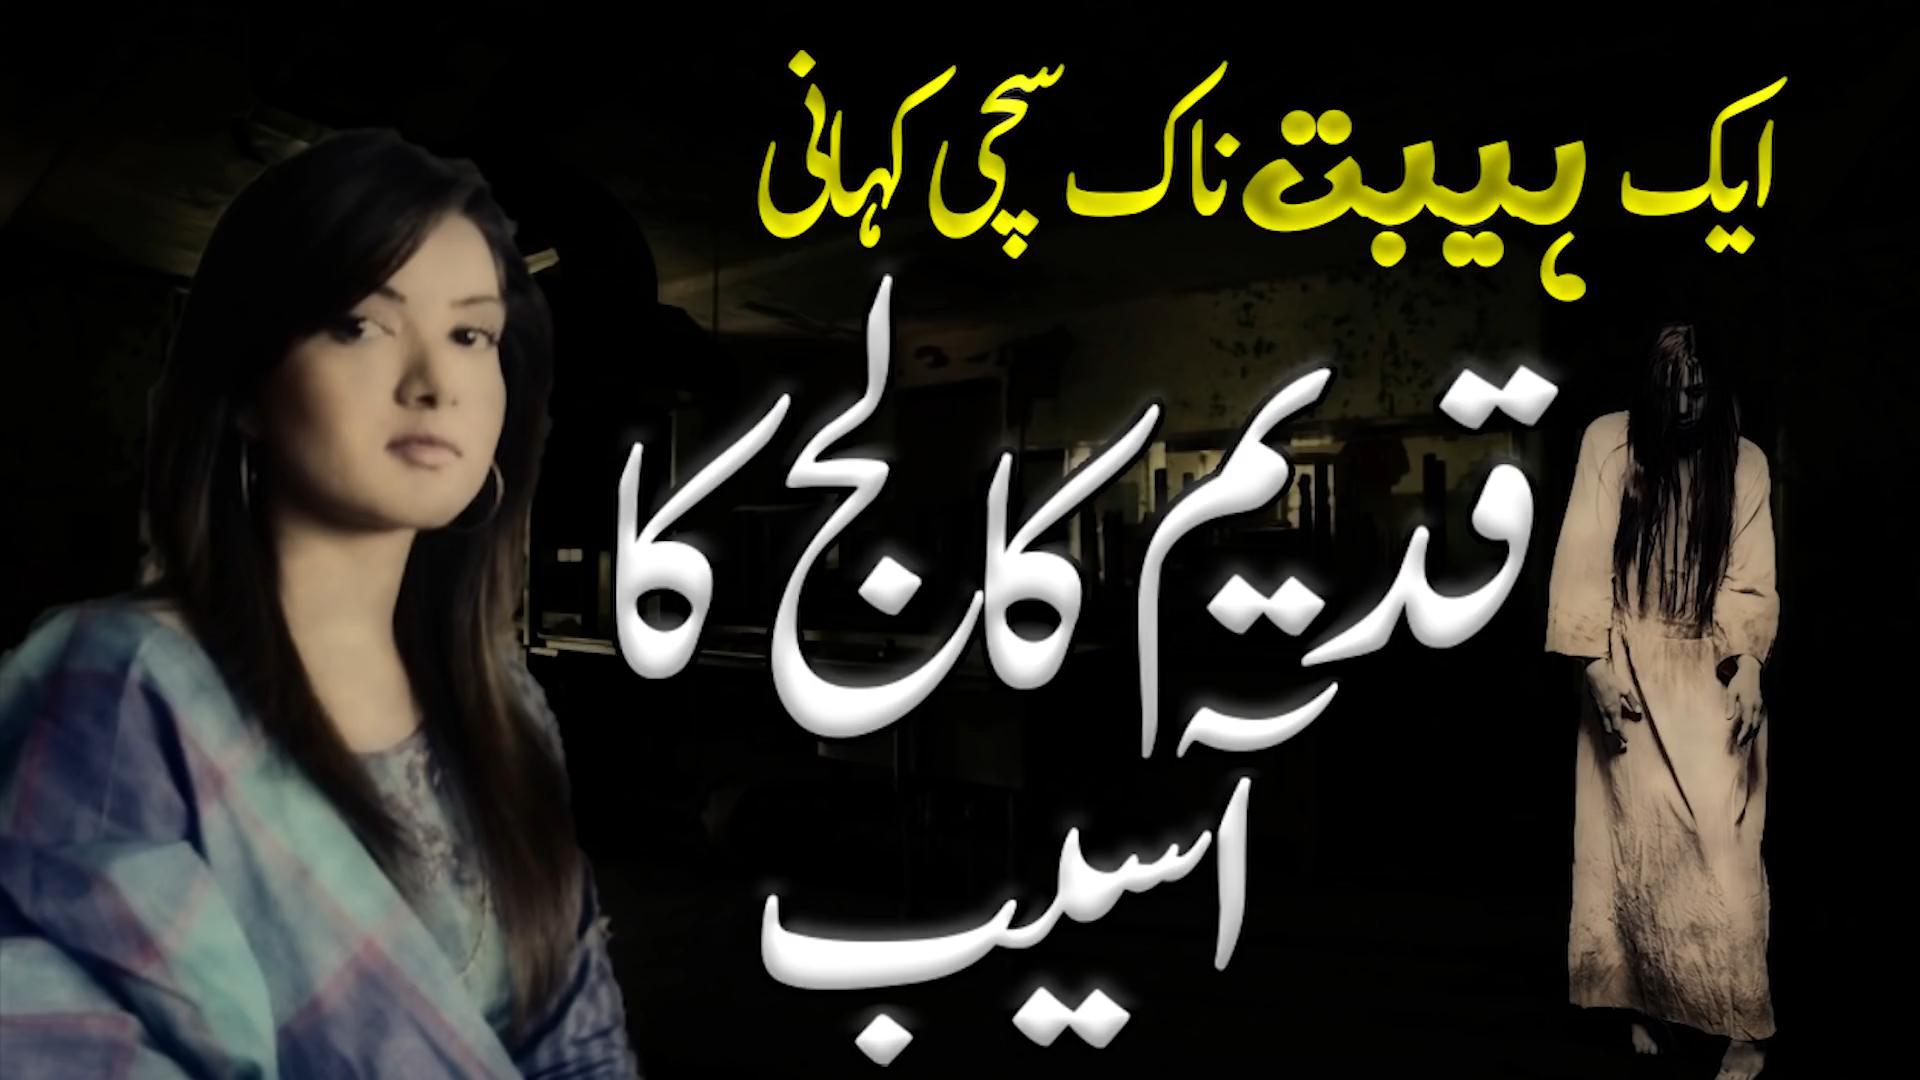 ایک ہیبت ناک سچی کہانی
قدیم کالج کا
آسیب